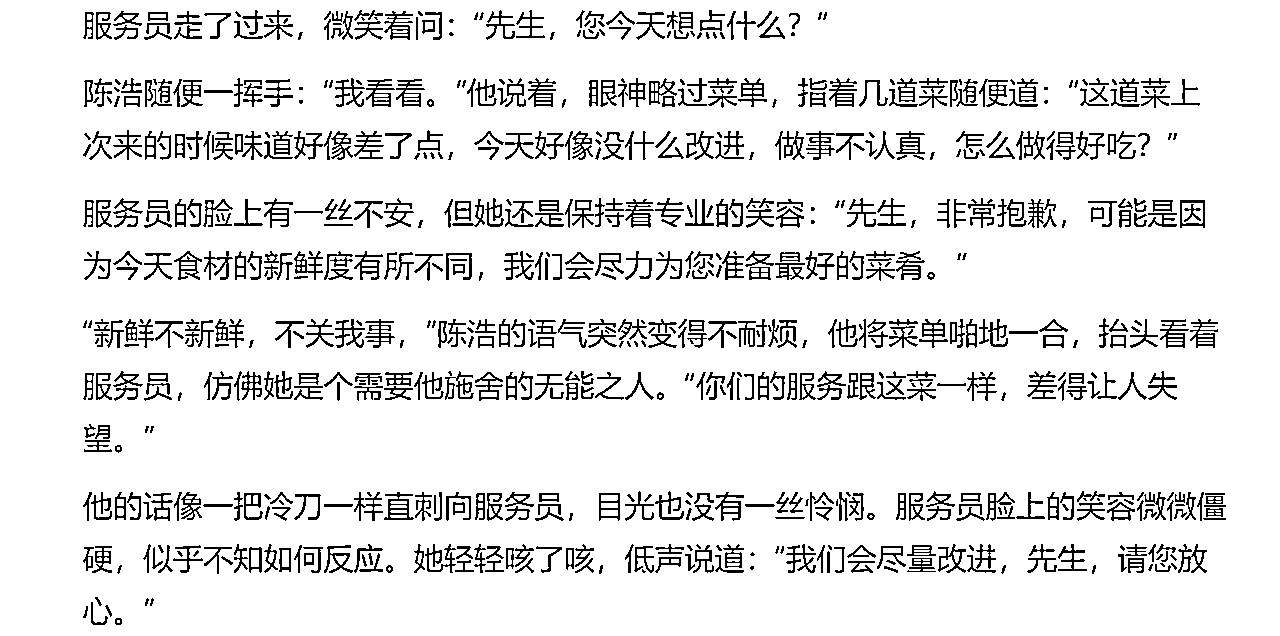 服务员走了过来，微笑着问：“先生，您今天想点什么？”
陈浩随便一挥手：“我看看。”他说着，眼神略过菜单，指着几道菜随便道：“这道菜上
次来的时候味道好像差了点，今天好像没什么改进，做事不认真，怎么做得好吃？”
服务员的脸上有一丝不安，但她还是保持着专业的笑容：“先生，非常抱歉，可能是因
为今天食材的新鲜度有所不同，我们会尽力为您准备最好的菜肴。”
“新鲜不新鲜，不关我事，”陈浩的语气突然变得不耐烦，他将菜单啪地一合，抬头看着
服务员，仿佛她是个需要他施舍的无能之人。“你们的服务跟这菜一样，差得让人失
望。”
他的话像一把冷刀一样直刺向服务员，目光也没有一丝怜悯。服务员脸上的笑容微微僵
硬，似乎不知如何反应。她轻轻咳了咳，低声说道：“我们会尽量改进，先生，请您放
心。”